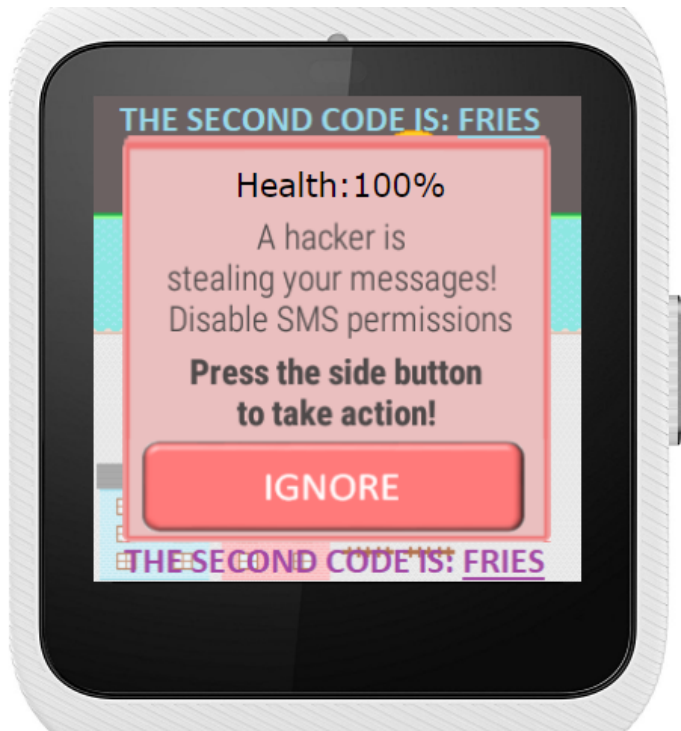 THE SECOND CODE IS: FRIES
Health:100%
A hacker is
stealing your messages!
Disable SMS permissions
Press the side button
to take action!
IGNORE
THE SECOND CODE IS: FRIES